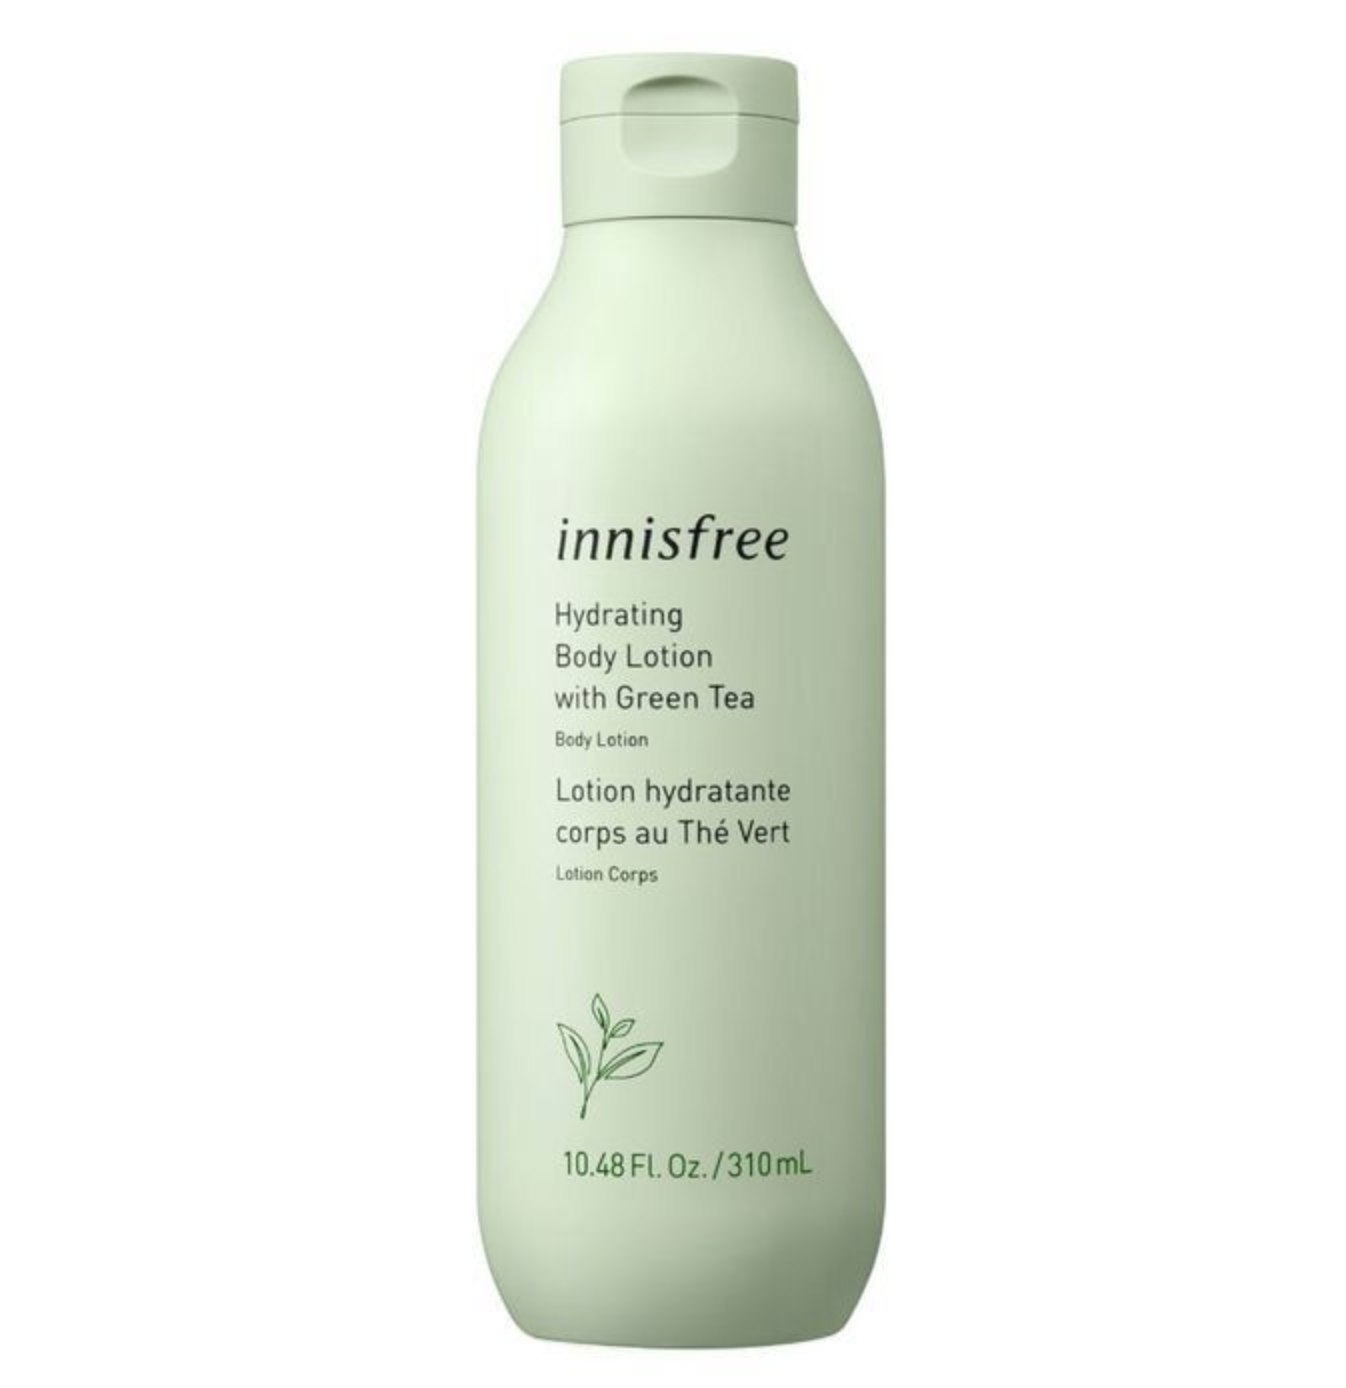 innisfree
Hydrating
Body Lotion
with Green Tea
Body Lotion
Lotion hydratante
corps au Thé Vert
Lotion Corps
10.48 Fl. Oz. / 310 mL